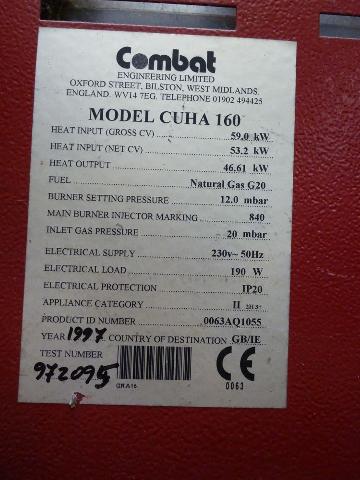 Combat
ENGINEERING LIMITED
OXFORD STREET, BILSTON, WEST MIDLANDS.
ENGLAND. WV14 7EG. TELEPHONE 01902 494425
MODEL CUHA 160
HEAT INPUT (GROSS CV) 59.0 kW
HEAT INPUT (NET CV) 53.2 kW
HEAT OUTPUT 46.61 kW
FUEL Natural Gas G20
BURNER SETTING PRESSURE 12.0 mbar
MAIN BURNER INJECTOR MARKING 840
INLET GAS PRESSURE 20 mbar
ELECTRICAL SUPPLY 230v~ 50Hz
ELECTRICAL LOAD 190 W
ELECTRICAL PROTECTION IP20
APPLIANCE CATEGORY II
PRODUCT ID NUMBER 0063AQ1055
YEAR 1997 COUNTRY OF DESTINATION GB/IE
TEST NUMBER
972095
GRA16
CE
0063